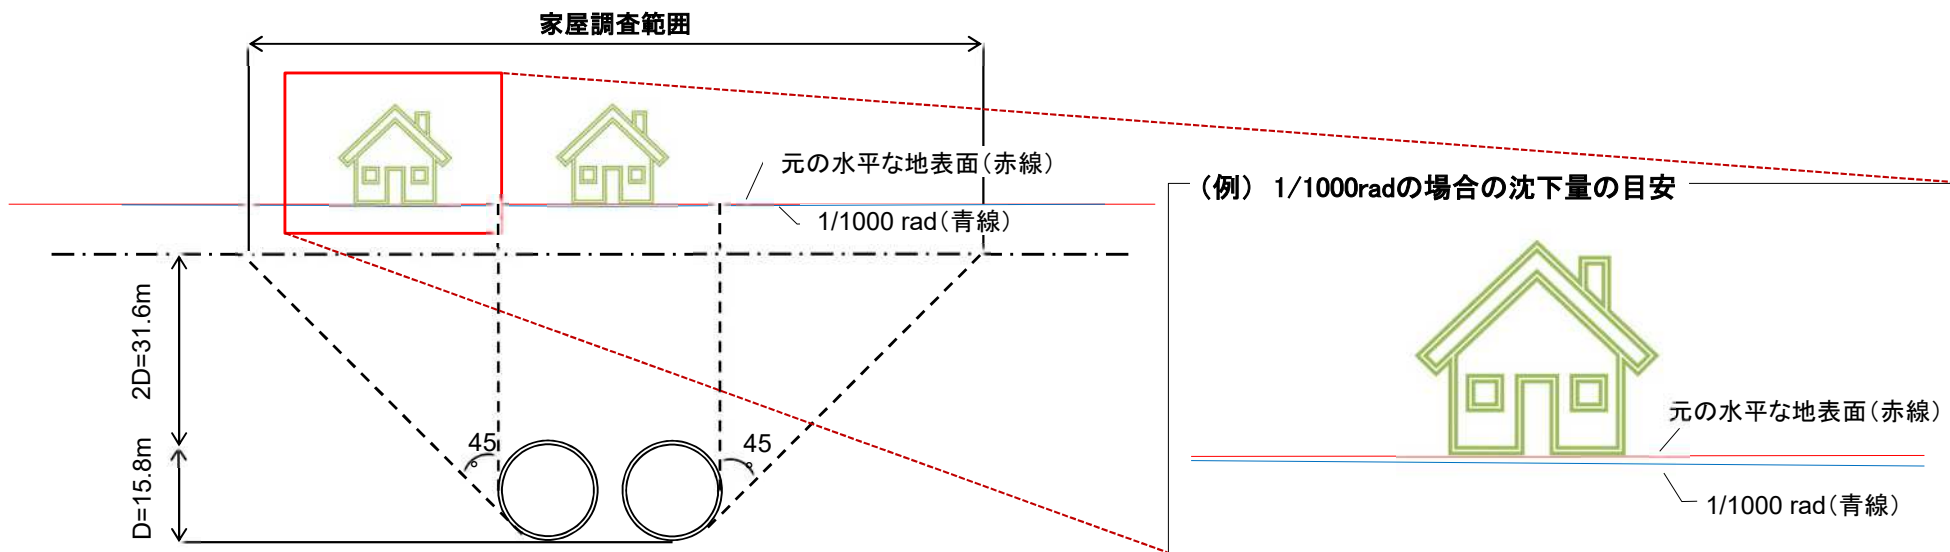 家屋調査範囲
元の水平な地表面（赤線）
1/1000 rad（青線）
（例） 1/1000radの場合の沈下量の目安
2D=31.6m
D=15.8m
45
°
45
°
元の水平な地表面（赤線）
1/1000 rad（青線）